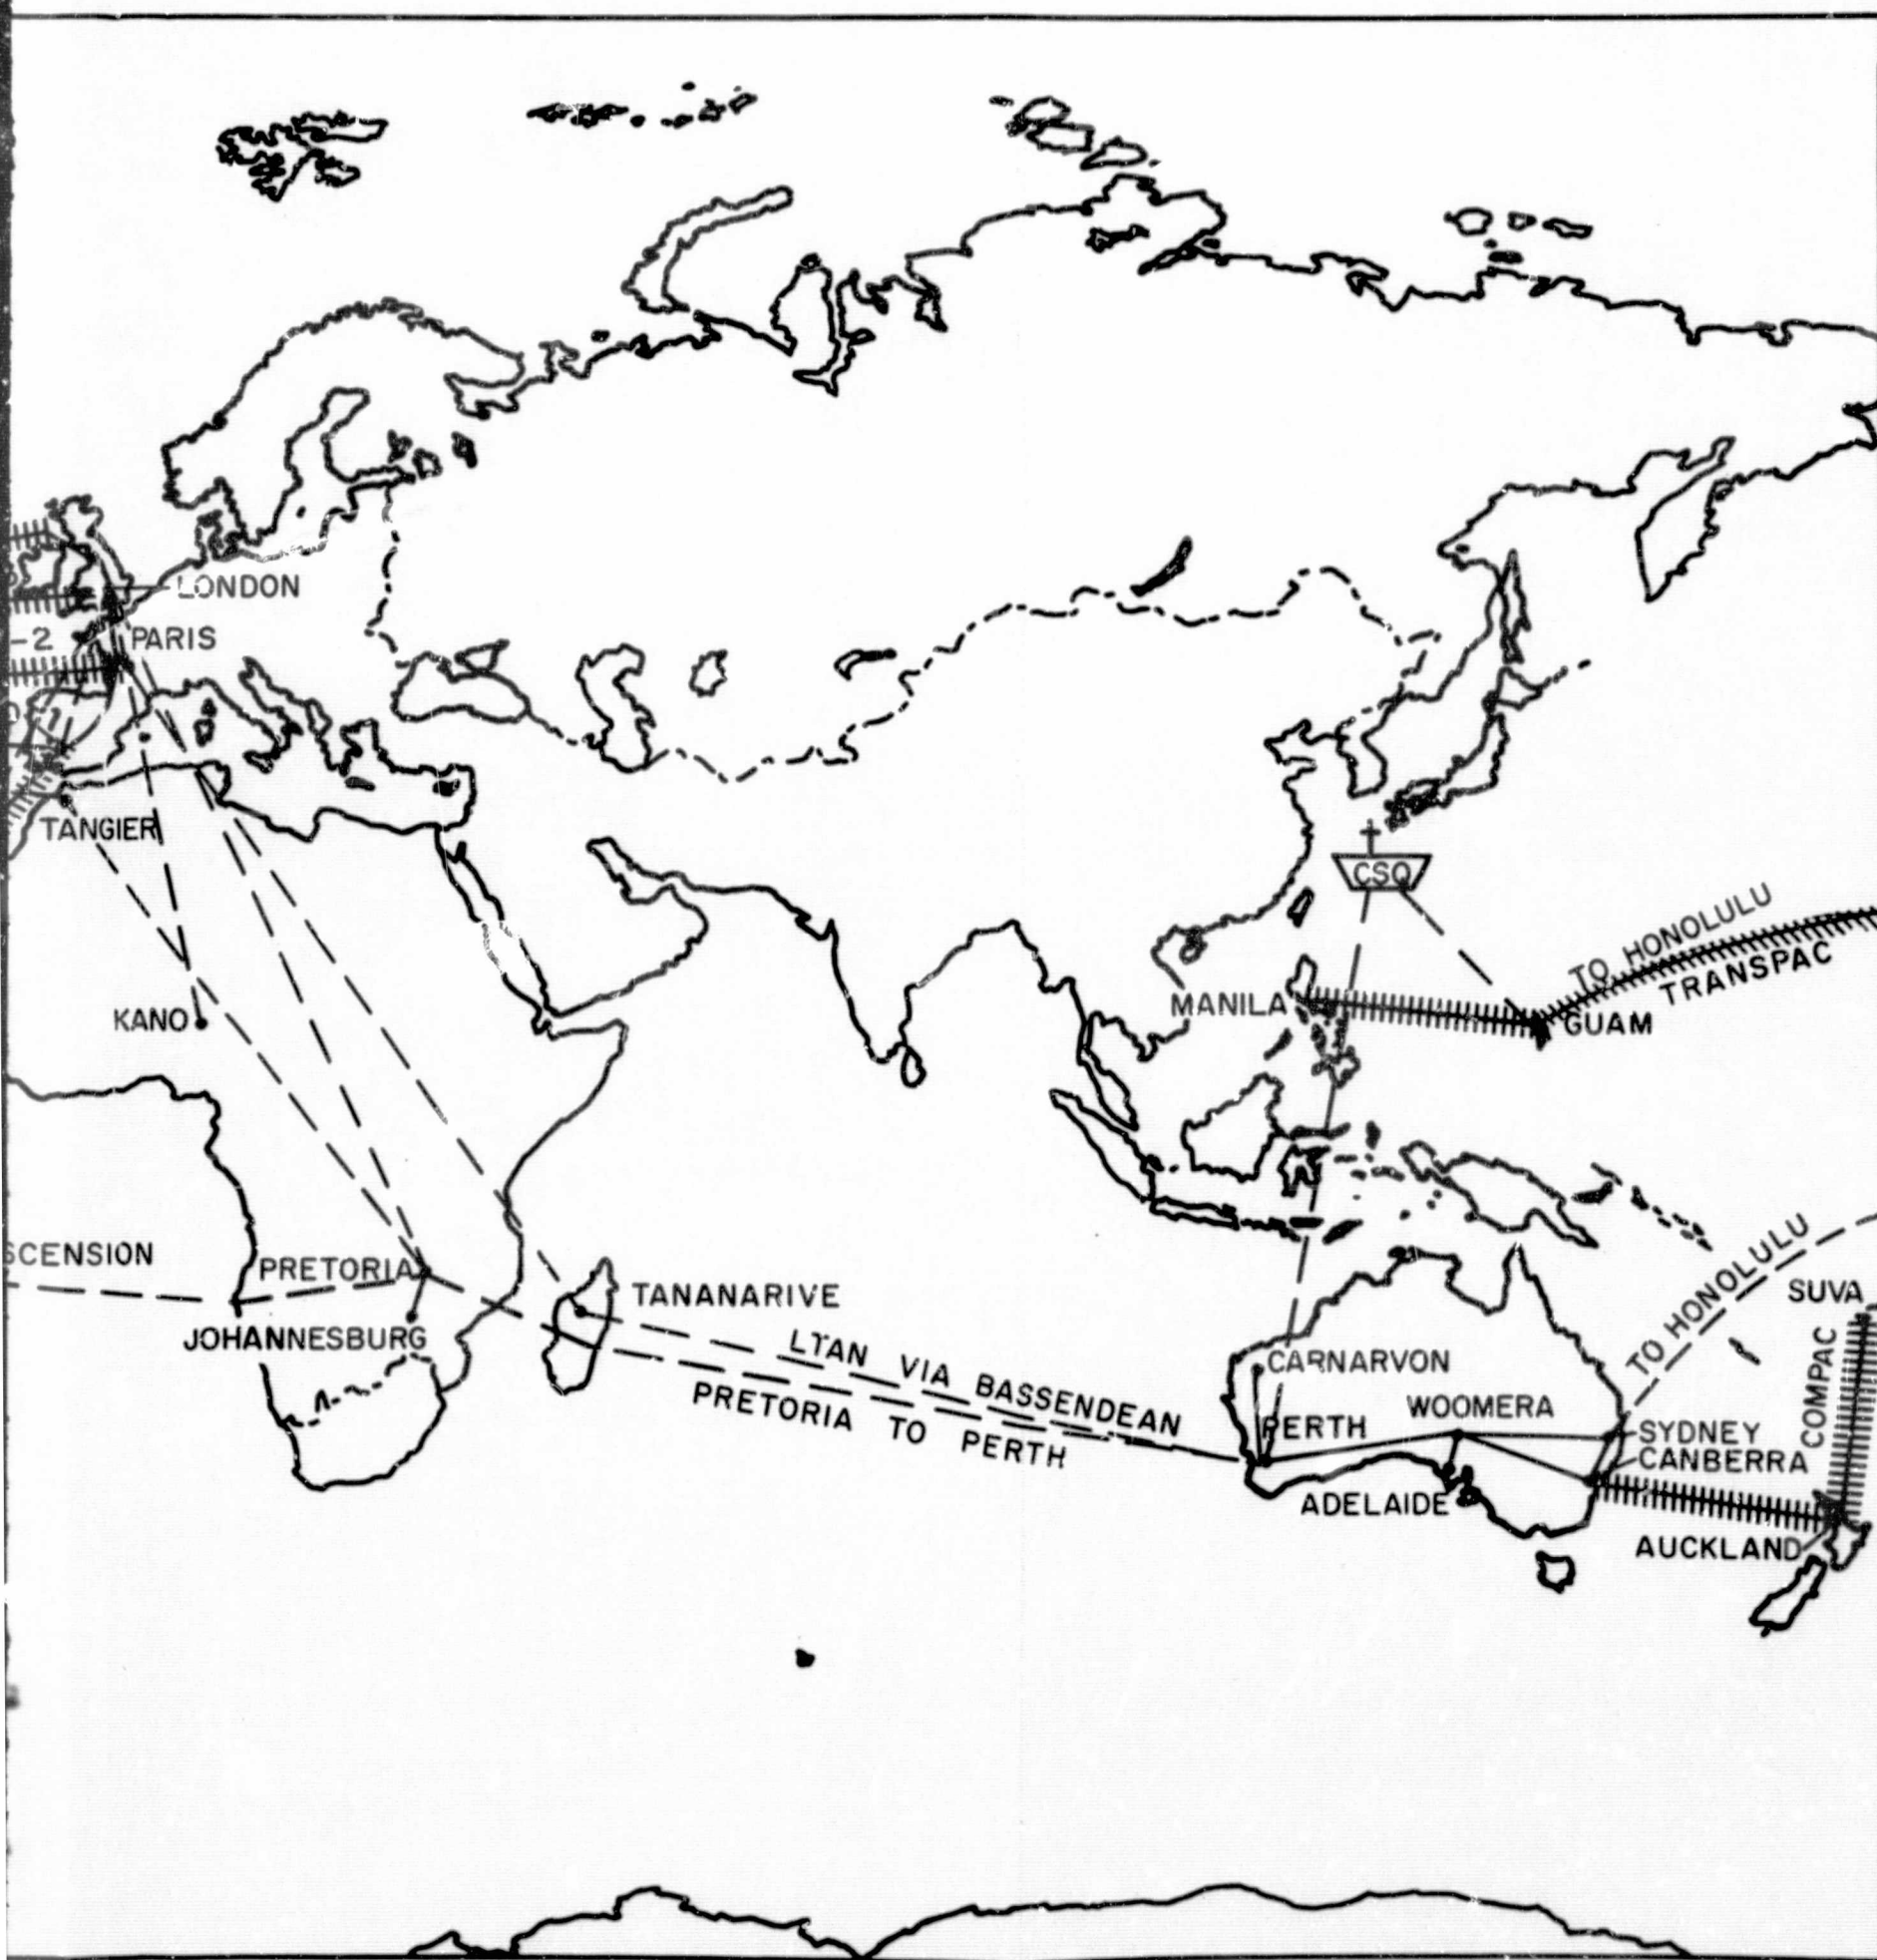 LONDON
-2
PARIS
TANGIER
CSQ
TO HONOLULU
TRANSPAC
MANILA
GUAM
KANO
SCENSION
PRETORIA
TANANARIVE
JOHANNESBURG
LTAN VIA BASSENDEAN
PRETORIA TO PERTH
TO HONOLULU
SUVA
COMPAC
CARNARVON
WOOMERA
PERTH
SYDNEY
CANBERRA
ADELAIDE
AUCKLAND